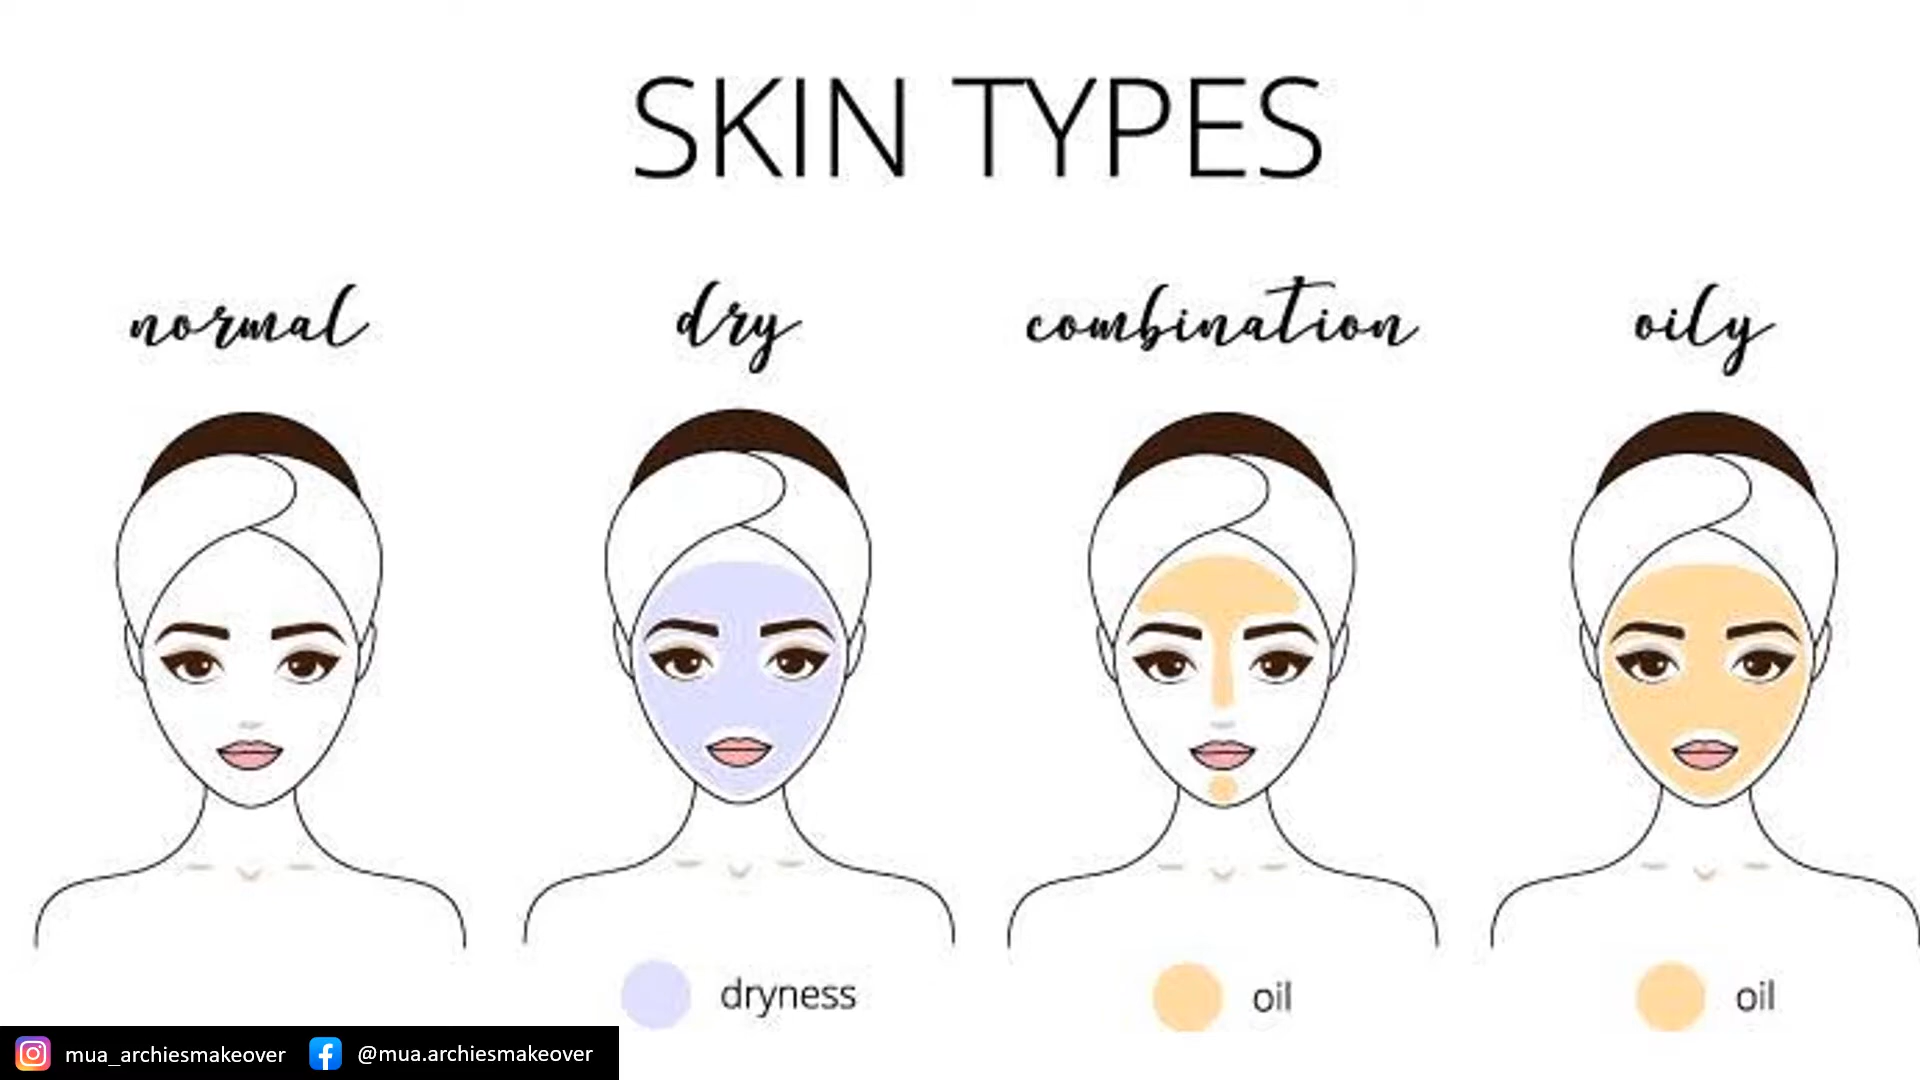 SKIN TYPES
normal
dry
combination
oily
dryness
oil
oil
mua_archiesmakeover
@mua.archiesmakeover